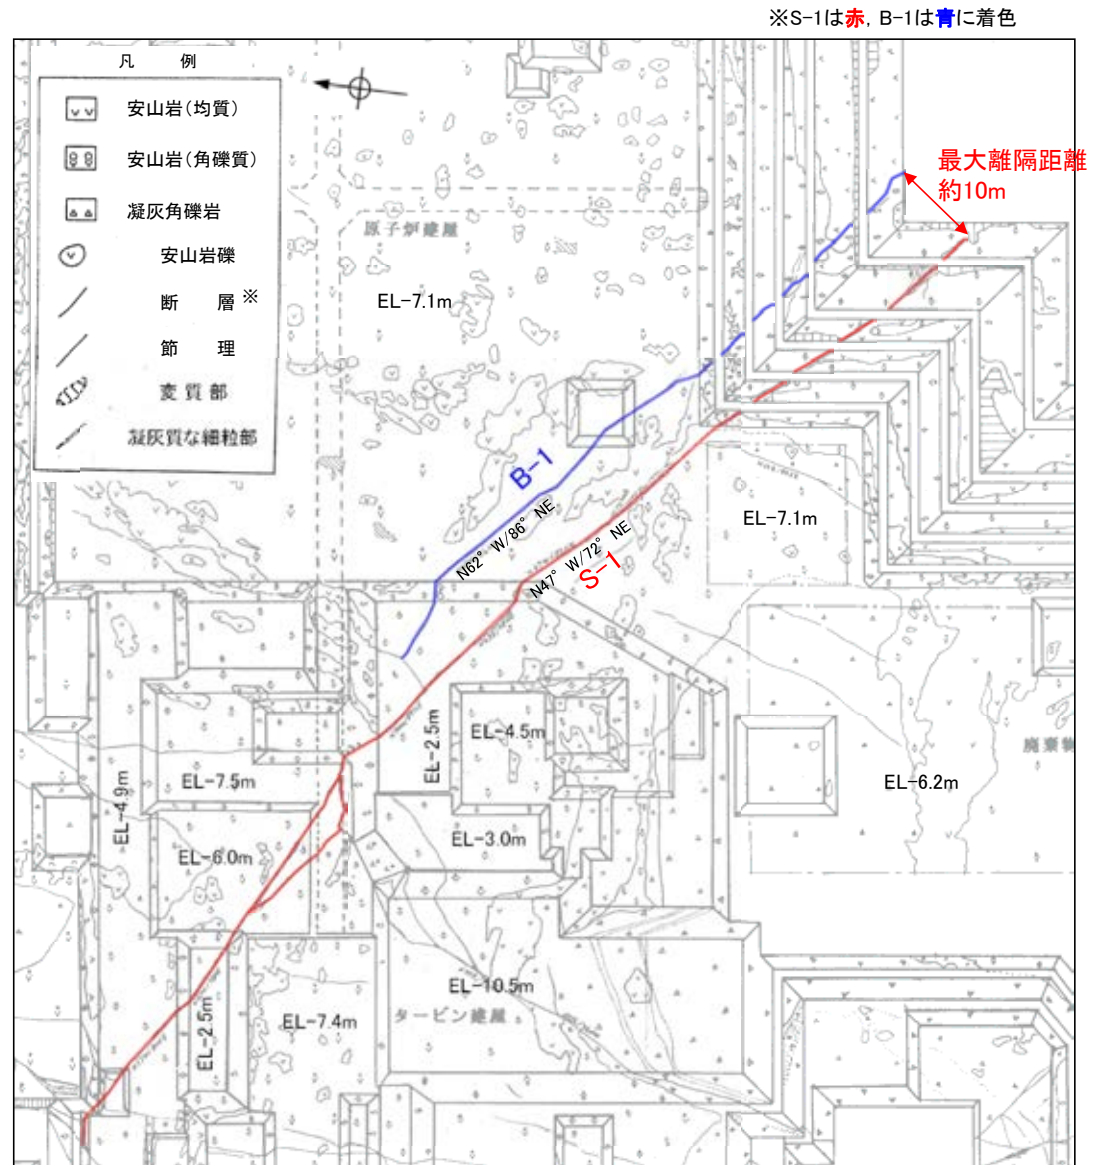 ※S-1は赤, B-1は青に着色
凡　例
安山岩(均質)
安山岩(角礫質)
凝灰角礫岩
安山岩礫
断　層※
節　理
変質部
凝灰質な細粒部
最大離隔距離
約10m
原子炉建屋
EL-7.1m
B-1
N62° W/86° NE
EL-7.1m
N47° W/72° NE
S-1
EL-2.5m
EL-4.5m
EL-7.5m
EL-4.9m
EL-6.2m
EL-3.0m
EL-6.0m
EL-10.5m
タービン建屋
EL-2.5m
EL-7.4m
廃棄物